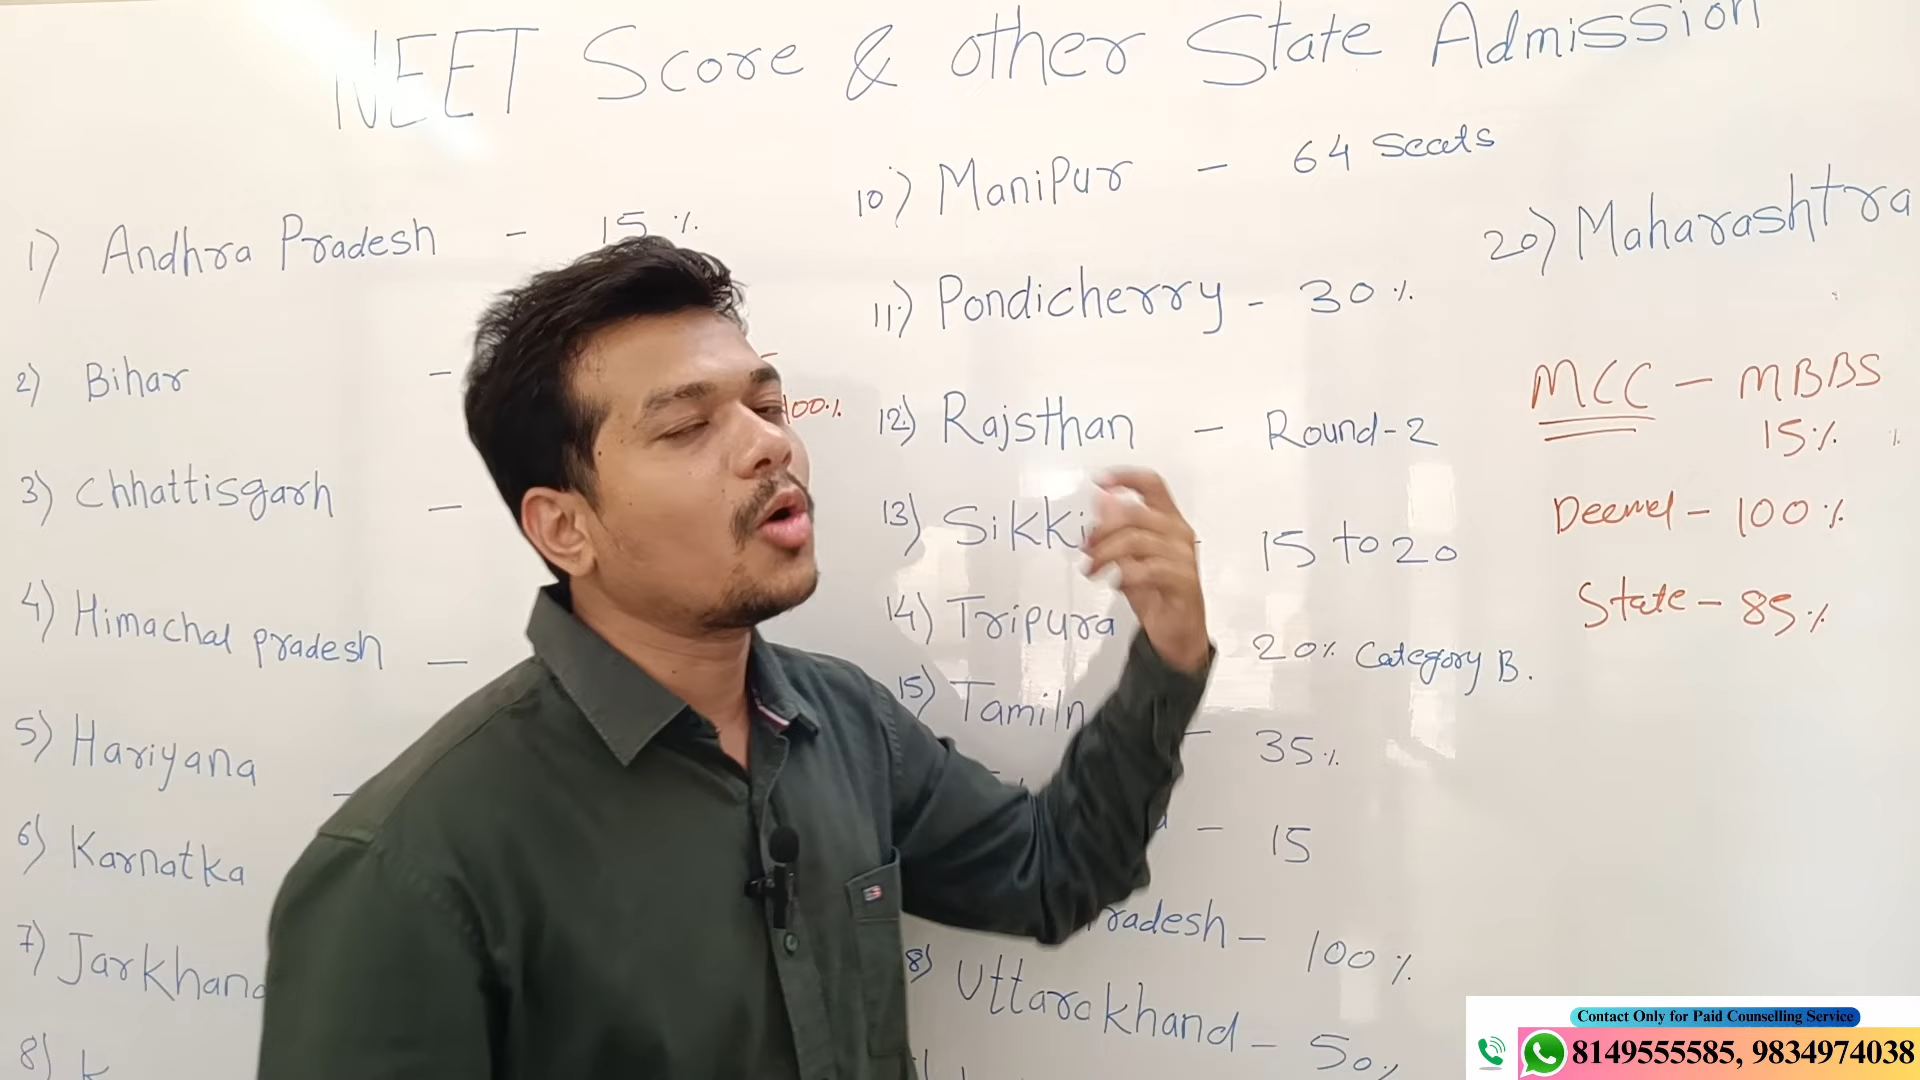 NEET Score & other State Admission
1) Andhra Pradesh - 15 %
2) Bihar -
100%
3) Chhattisgarh -
4) Himachal pradesh -
5) Hariyana -
6) Karnatka
7) Jarkhand
8) K
10) Manipur - 64 Seats
11) Pondicherry - 30 %
12) Rajsthan - Round-2
13) Sikki - 15 to 20
14) Tripura 20% Category B.
15) Tamiln - 35%
- 15
radesh - 100 %
8) Uttarakhand - 50%
20) Maharashtra
MCC - MBBS
15%
Deemed - 100 %
State - 85 %
Contact Only for Paid Counselling Service
8149555585, 9834974038